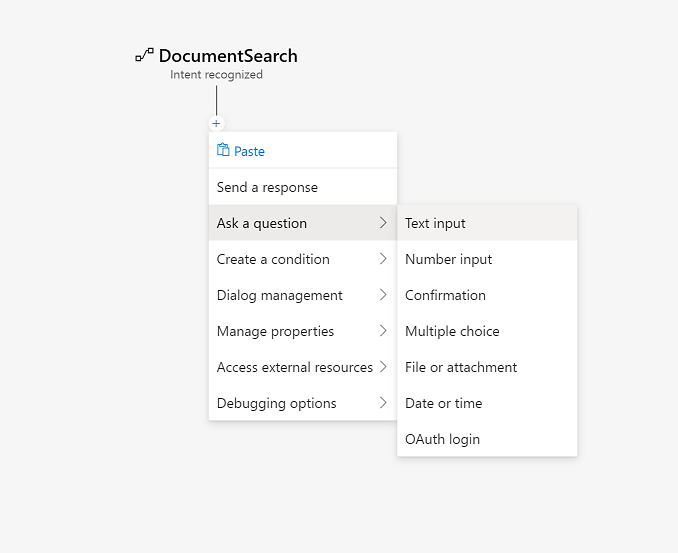 DocumentSearch
Intent recognized
+
Paste
Send a response
Ask a question
Create a condition
Dialog management
Manage properties
Access external resources
Debugging options
Text input
Number input
Confirmation
Multiple choice
File or attachment
Date or time
OAuth login